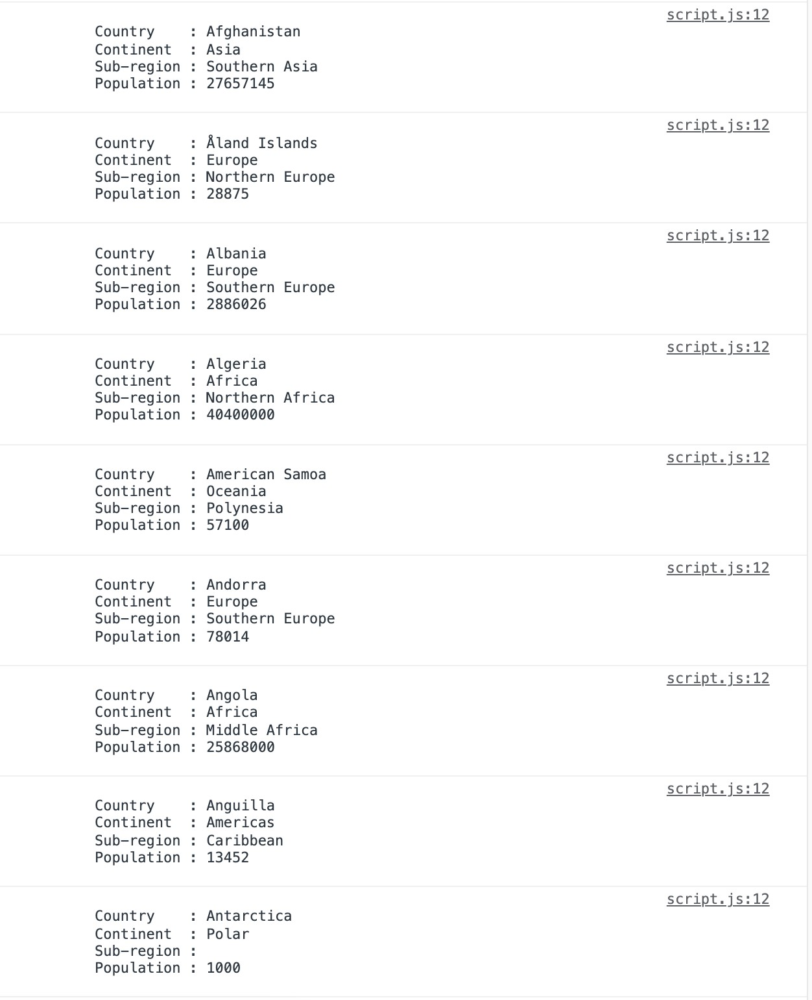 script.js:12
Country    : Afghanistan
Continent  : Asia
Sub-region : Southern Asia
Population : 27657145
script.js:12
Country    : Åland Islands
Continent  : Europe
Sub-region : Northern Europe
Population : 28875
script.js:12
Country    : Albania
Continent  : Europe
Sub-region : Southern Europe
Population : 2886026
script.js:12
Country    : Algeria
Continent  : Africa
Sub-region : Northern Africa
Population : 40400000
script.js:12
Country    : American Samoa
Continent  : Oceania
Sub-region : Polynesia
Population : 57100
script.js:12
Country    : Andorra
Continent  : Europe
Sub-region : Southern Europe
Population : 78014
script.js:12
Country    : Angola
Continent  : Africa
Sub-region : Middle Africa
Population : 25868000
script.js:12
Country    : Anguilla
Continent  : Americas
Sub-region : Caribbean
Population : 13452
script.js:12
Country    : Antarctica
Continent  : Polar
Sub-region :
Population : 1000